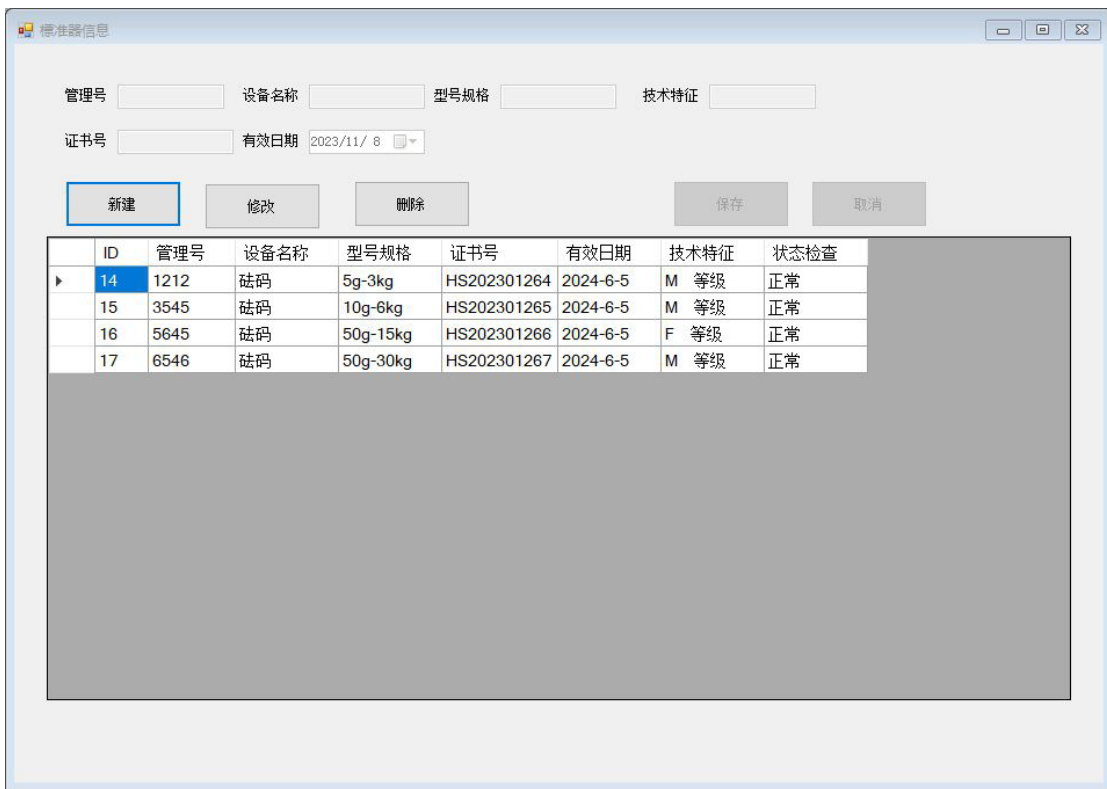 標准器信息
管理号 设备名称 型号规格 技术特征
证书号 有效日期 2023/11/ 8
新建 修改 删除 保存 取消
ID 管理号 设备名称 型号规格 证书号 有效日期 技术特征 状态检查
14 1212 砝码 5g-3kg HS202301264 2024-6-5 M 等级 正常
15 3545 砝码 10g-6kg HS202301265 2024-6-5 M 等级 正常
16 5645 砝码 50g-15kg HS202301266 2024-6-5 F 等级 正常
17 6546 砝码 50g-30kg HS202301267 2024-6-5 M 等级 正常